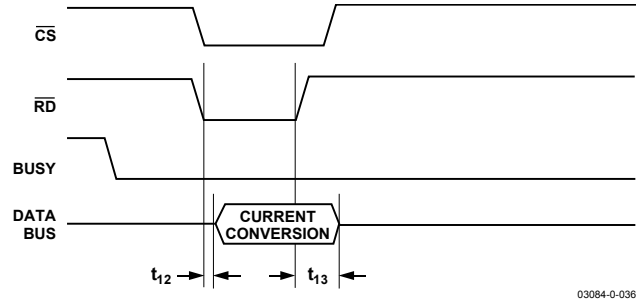 CS
RD
BUSY
DATA
BUS
CURRENT
CONVERSION
t12
t13
03084-0-036